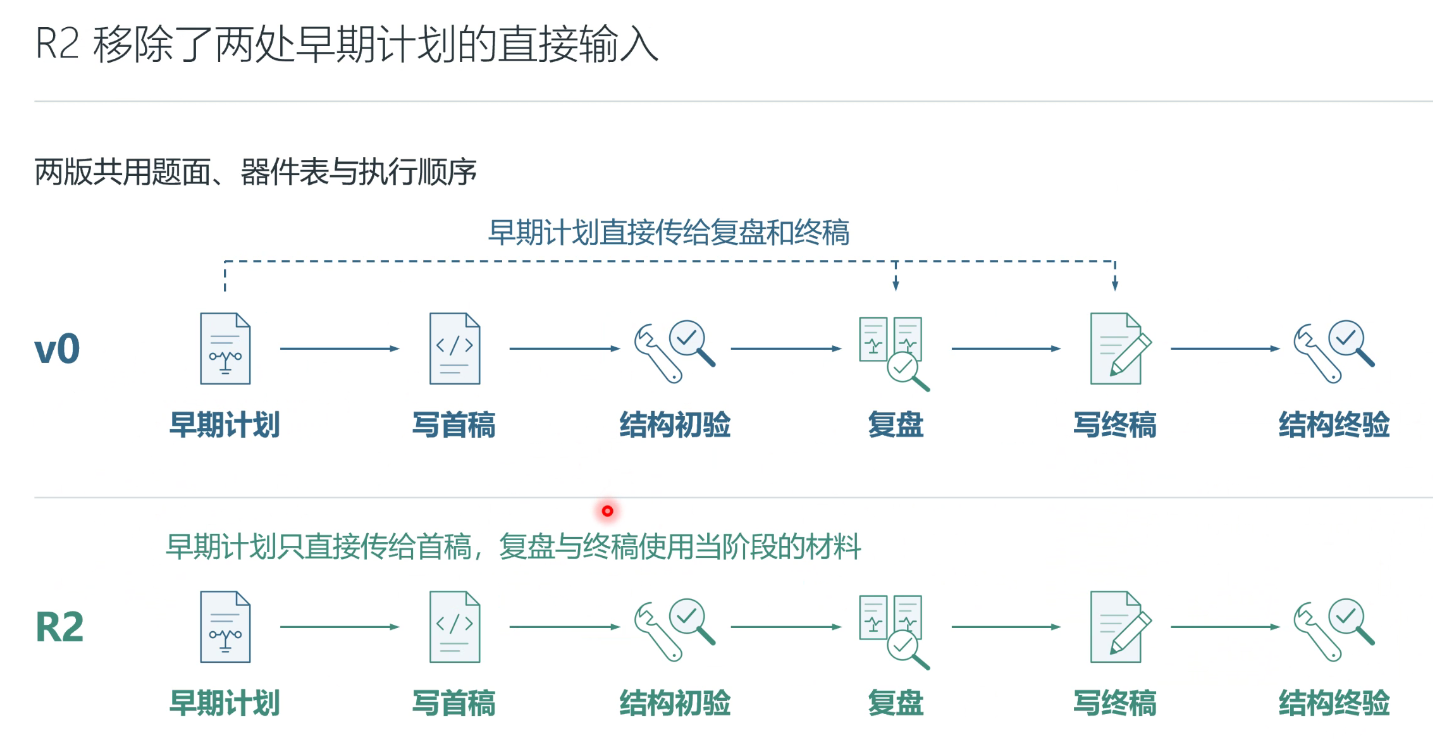 R2 移除了两处早期计划的直接输入
两版共用题面、器件表与执行顺序
早期计划直接传给复盘和终稿
v0
早期计划
写首稿
结构初验
复盘
写终稿
结构终验
早期计划只直接传给首稿，复盘与终稿使用当阶段的材料
R2
早期计划
写首稿
结构初验
复盘
写终稿
结构终验